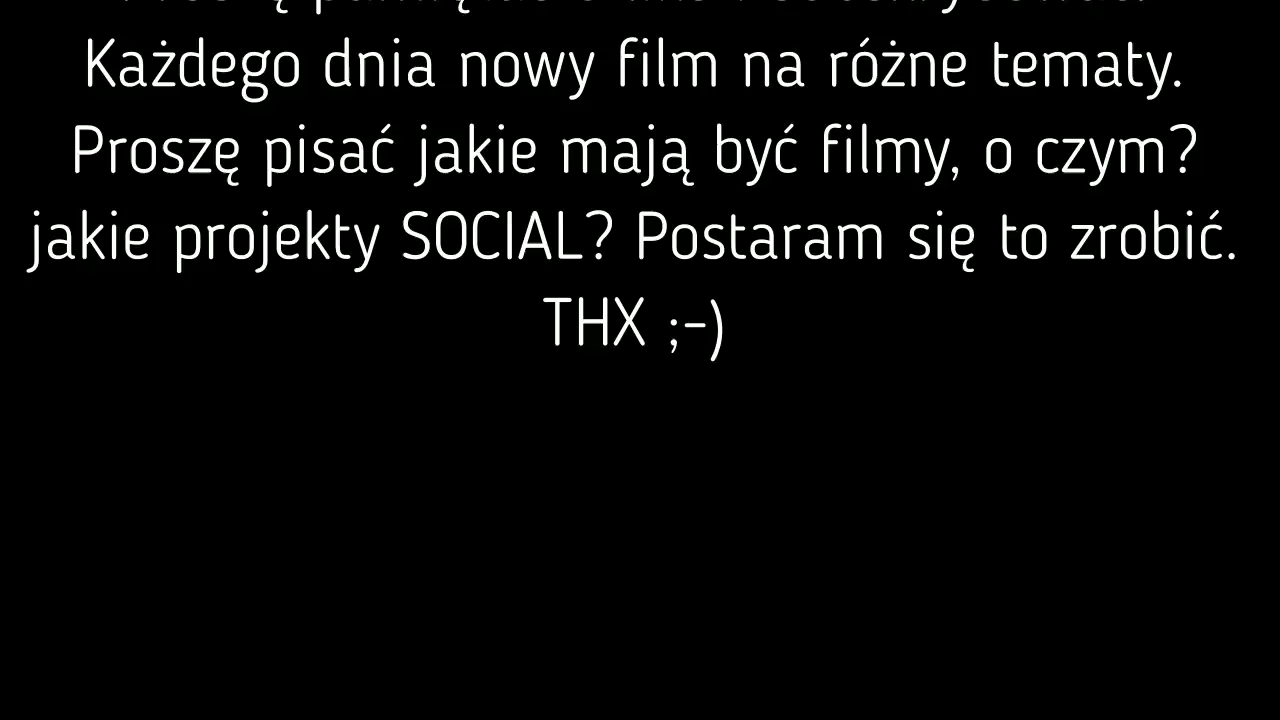 Każdego dnia nowy film na różne tematy.
Proszę pisać jakie mają być filmy, o czym?
jakie projekty SOCIAL? Postaram się to zrobić.
THX ;-)